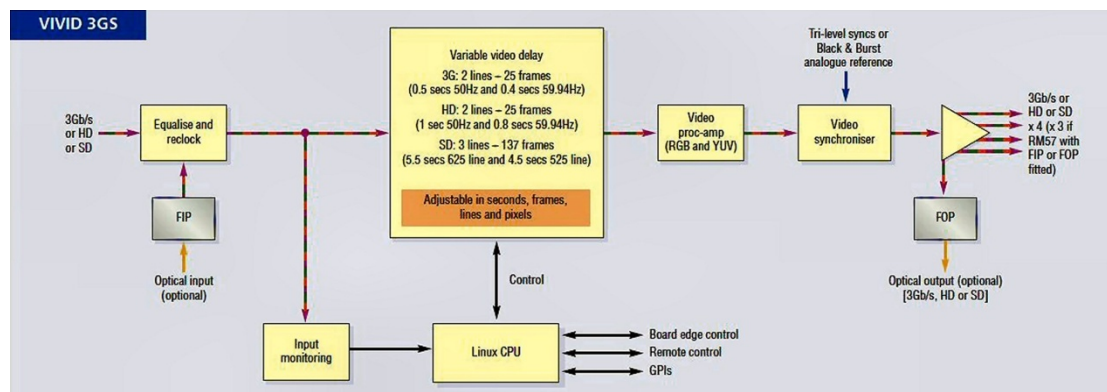 VIVID 3GS
3Gb/s
or HD
or SD
Equalise and
reclock
FIP
Optical input
(optional)
Variable video delay
3G: 2 lines – 25 frames
(0.5 secs 50Hz and 0.4 secs 59.94Hz)
HD: 2 lines – 25 frames
(1 sec 50Hz and 0.8 secs 59.94Hz)
SD: 3 lines – 137 frames
(5.5 secs 625 line and 4.5 secs 525 line)
Adjustable in seconds, frames,
lines and pixels
Control
Input
monitoring
Linux CPU
Board edge control
Remote control
GPIs
Video
proc-amp
(RGB and YUV)
Tri-level syncs or
Black & Burst
analogue reference
Video
synchroniser
3Gb/s or
HD or SD
x 4 (x 3 if
RM57 with
FIP or FOP
fitted)
FOP
Optical output (optional)
[3Gb/s, HD or SD]